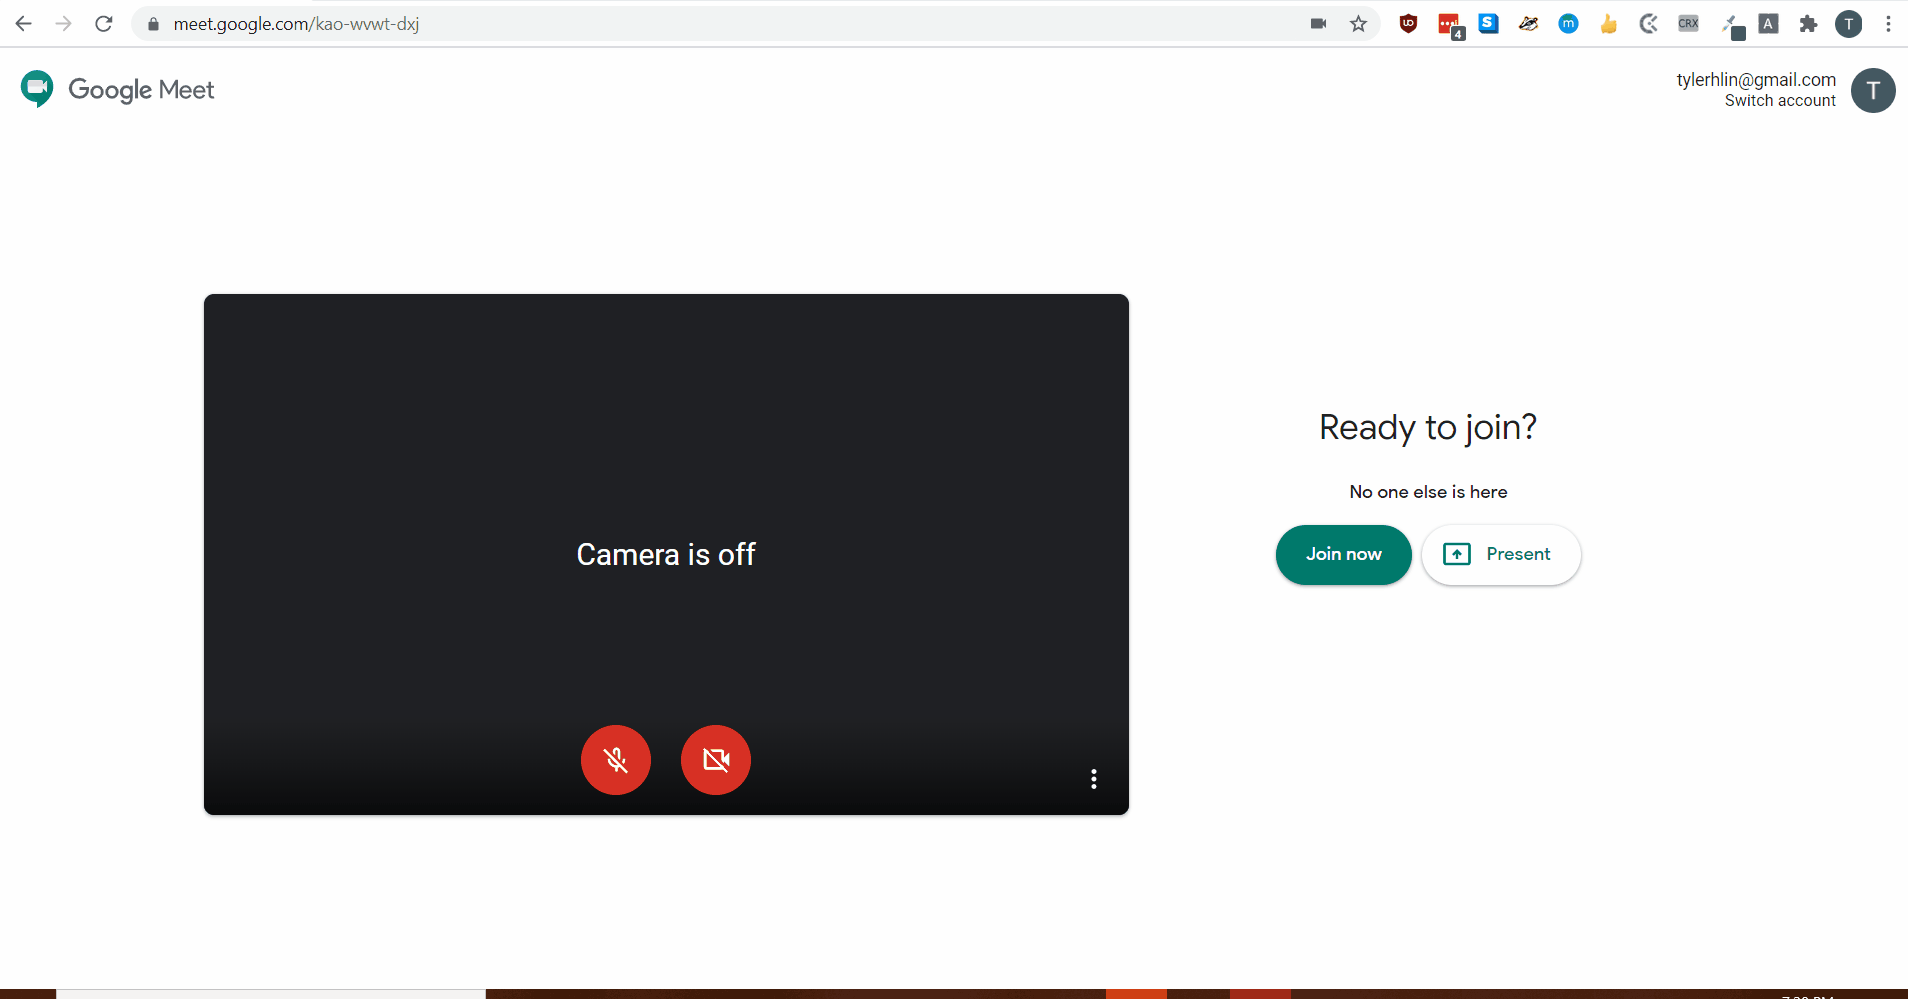 meet.google.com/kao-wvwt-dxj
4
S
m
CRX
A
T
Google Meet
tylerhlin@gmail.com
Switch account
T
Ready to join?
No one else is here
Camera is off
Join now
Present